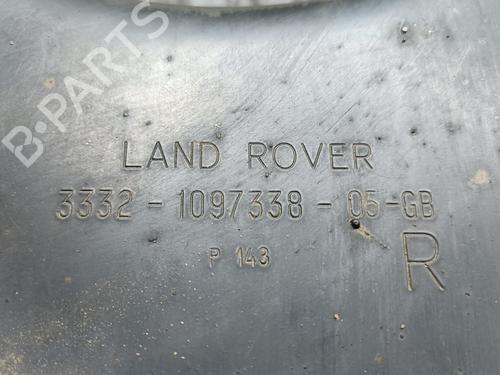 B-PARTS
LAND ROVER
3332-1097338-05-GB
P 143
R